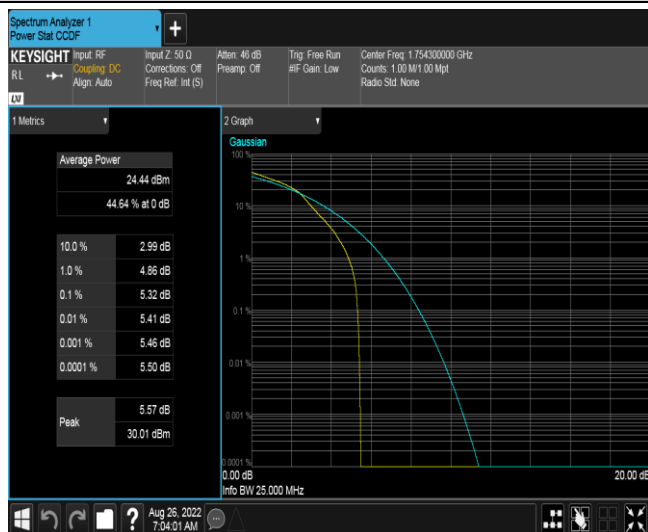 Spectrum Analyzer 1
Power Stat CCDF
KEYSIGHT
RL
Input: RF
Coupling: DC
Align: Auto
Input Z: 50 Ω
Corrections: Off
Freq Ref: Int (S)
Atten: 46 dB
Preamp: Off
Trig: Free Run
#IF Gain: Low
Center Freq: 1.754300000 GHz
Counts: 1.00 M/1.00 Mpt
Radio Std: None
1 Metrics
Average Power
24.44 dBm
44.64 % at 0 dB
10.0 % 2.99 dB
1.0 % 4.86 dB
0.1 % 5.32 dB
0.01 % 5.41 dB
0.001 % 5.46 dB
0.0001 % 5.50 dB
Peak
5.57 dB
30.01 dBm
2 Graph
Gaussian
100 %
10 %
1 %
0.1 %
0.01 %
0.001 %
0.0001 %
0.00 dB
20.00 dB
Info BW 25.000 MHz
?
Aug 26, 2022
7:04:01 AM